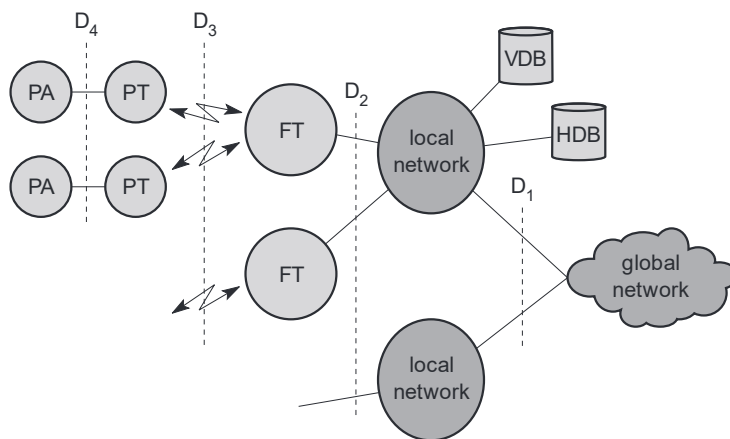 D4
D3
VDB
PA
PT
D2
FT
local
network
HDB
PA
PT
D1
FT
global
network
local
network